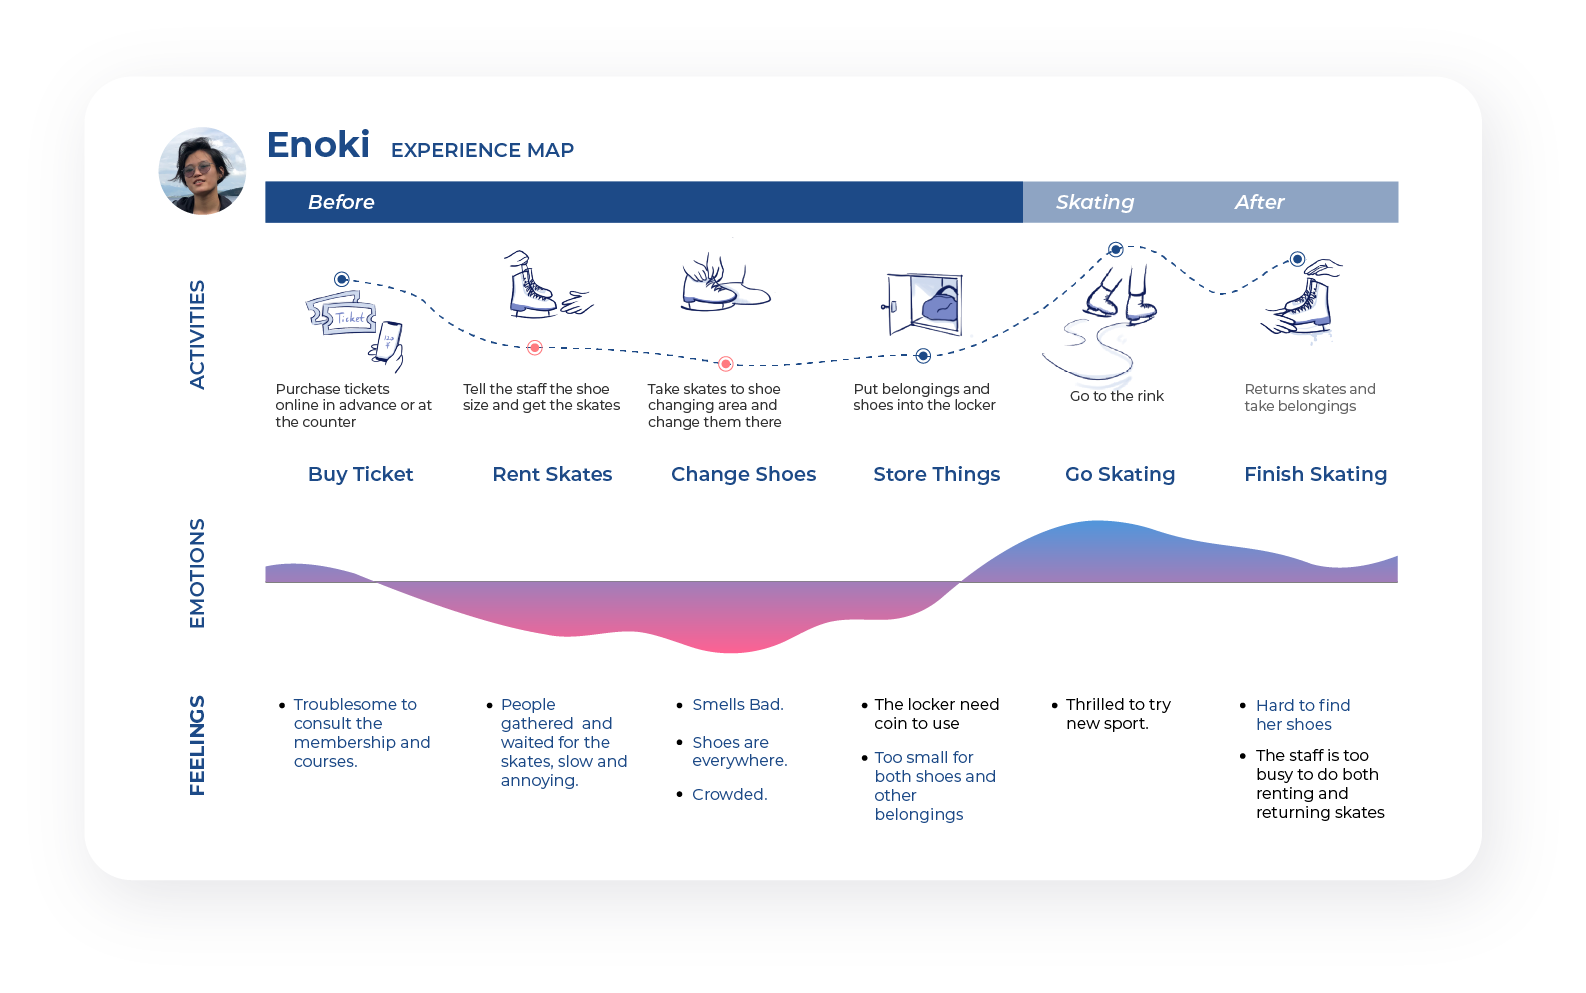 Enoki EXPERIENCE MAP
Before
Skating
After
ACTIVITIES
Ticket
Purchase tickets
online in advance or at
the counter
Tell the staff the shoe
size and get the skates
Take skates to shoe
changing area and
change them there
Put belongings and
shoes into the locker
Go to the rink
Returns skates and
take belongings
Buy Ticket
Rent Skates
Change Shoes
Store Things
Go Skating
Finish Skating
EMOTIONS
FEELINGS
• Troublesome to
consult the
membership and
courses.
• People
gathered and
waited for the
skates, slow and
annoying.
• Smells Bad.
• Shoes are
everywhere.
• Crowded.
• The locker need
coin to use
• Too small for
both shoes and
other
belongings
• Thrilled to try
new sport.
• Hard to find
her shoes
• The staff is too
busy to do both
renting and
returning skates